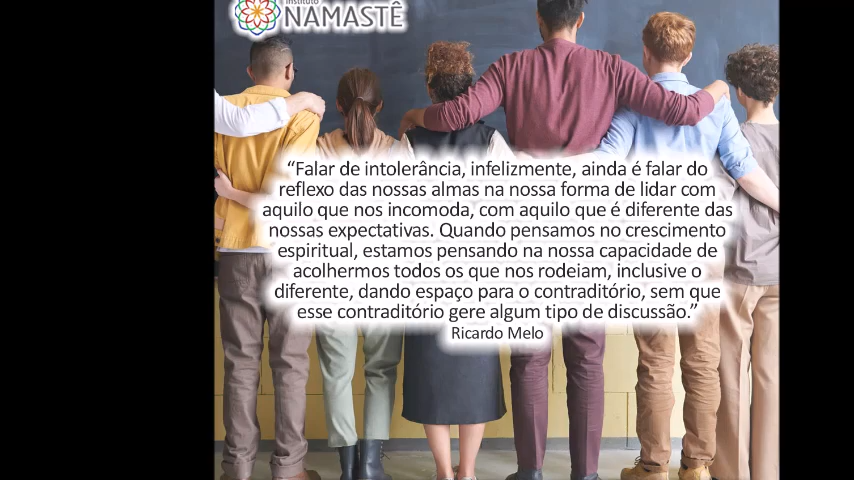 Instituto
NAMASTÊ
“Falar de intolerância, infelizmente, ainda é falar do
reflexo das nossas almas na nossa forma de lidar com
aquilo que nos incomoda, com aquilo que é diferente das
nossas expectativas. Quando pensamos no crescimento
espiritual, estamos pensando na nossa capacidade de
acolhermos todos os que nos rodeiam, inclusive o
diferente, dando espaço para o contraditório, sem que
esse contraditório gere algum tipo de discussão.”
Ricardo Melo